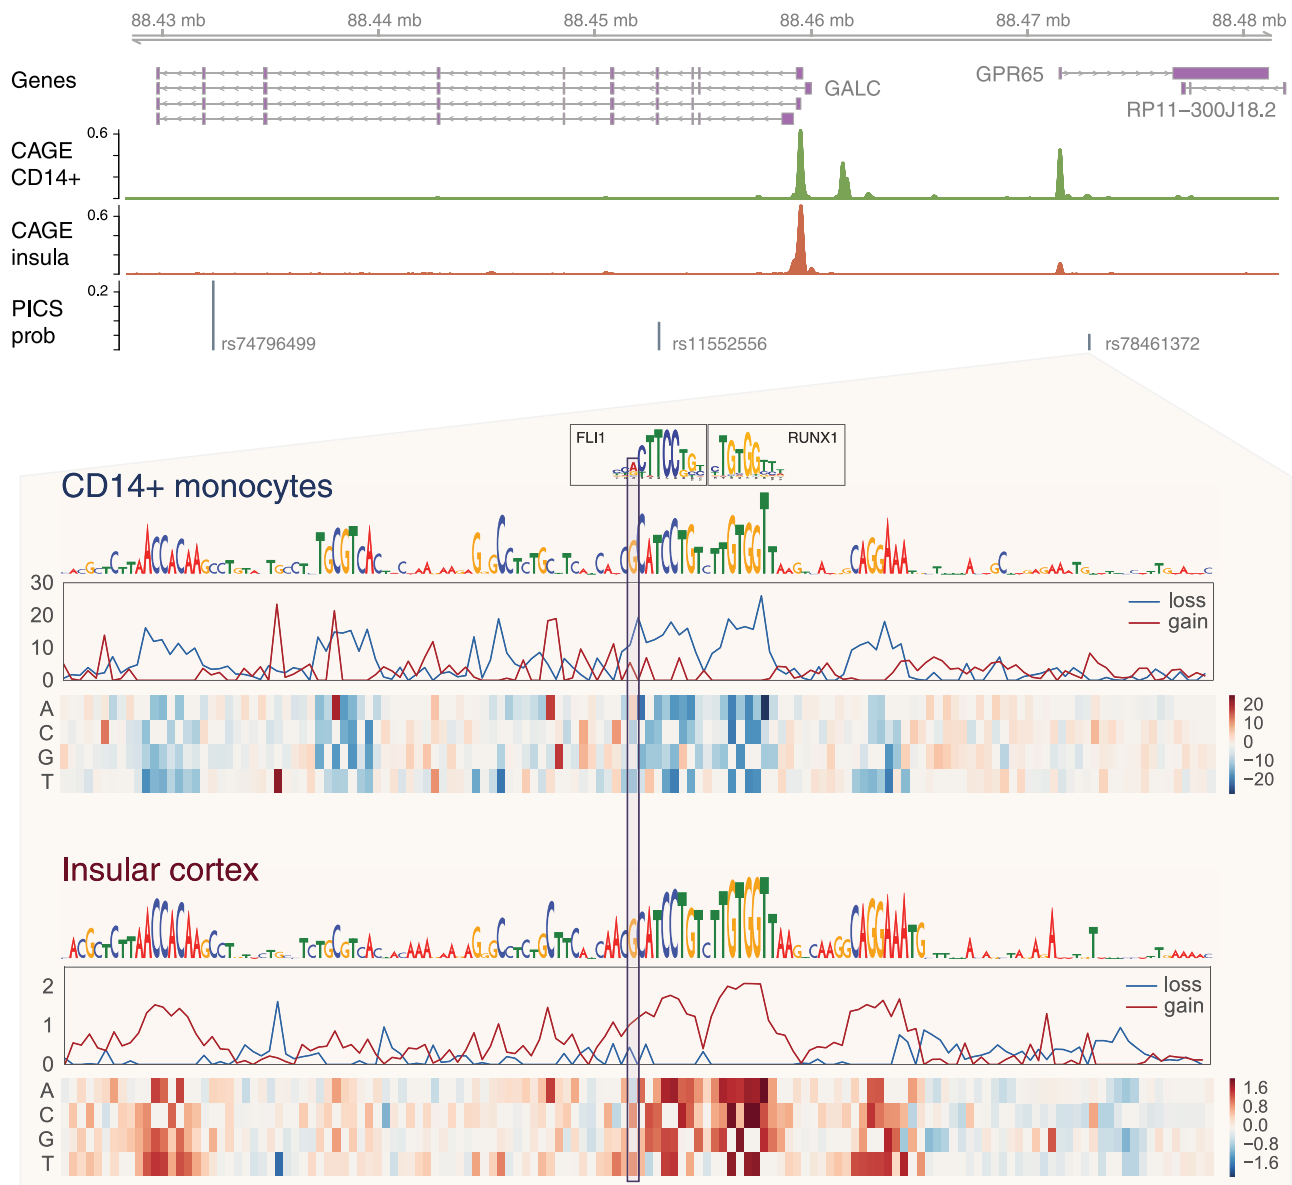 88.43 mb 88.44 mb 88.45 mb 88.46 mb 88.47 mb 88.48 mb
Genes
GALC
GPR65
RP11−300J18.2
CAGE
CD14+
0.6
CAGE
insula
0.6
PICS
prob
0.2
rs74796499
rs11552556
rs78461372
FLI1
RUNX1
CD14+ monocytes
30
20
10
0
loss
gain
A
C
G
T
20
10
0
−10
−20
Insular cortex
2
1
0
loss
gain
A
C
G
T
1.6
0.8
0.0
−0.8
−1.6